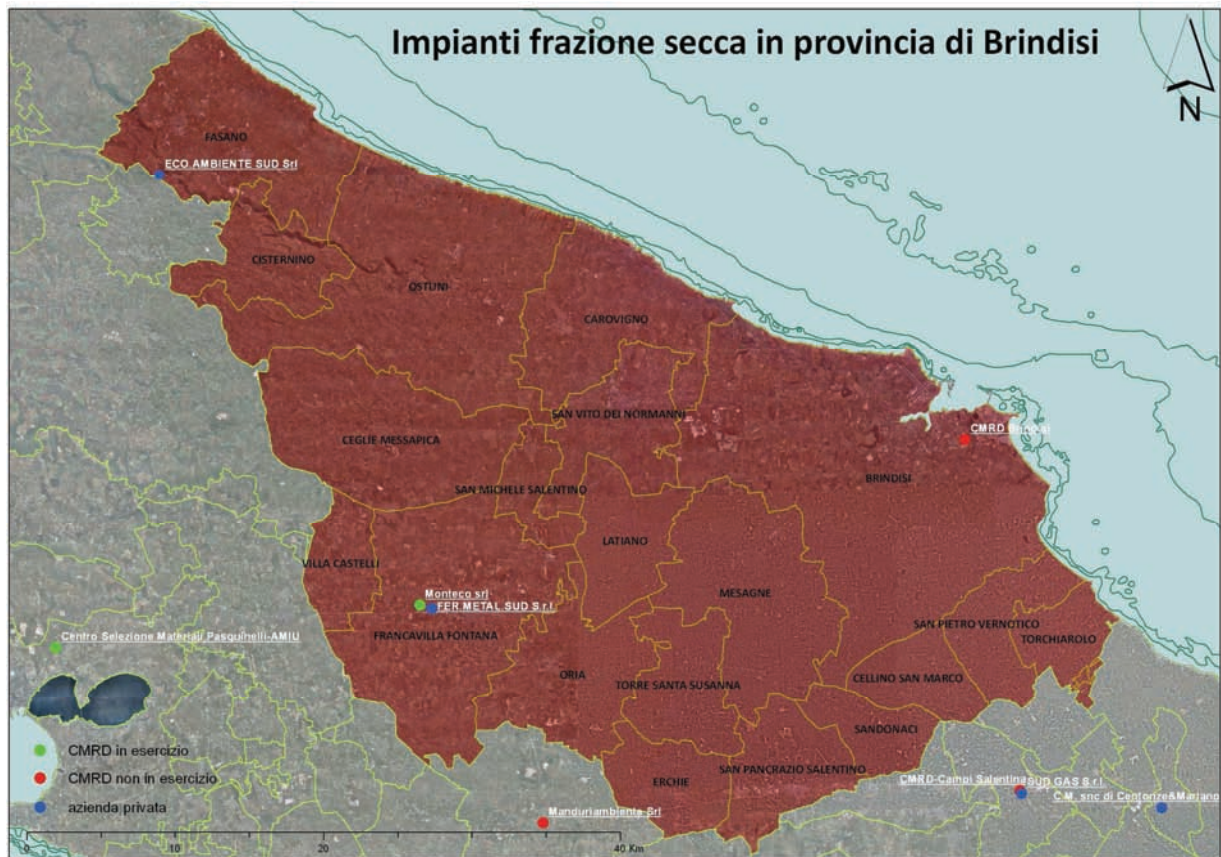 Impianti frazione secca in provincia di Brindisi
N
FASANO
ECO AMBIENTE SUD Srl
CISTERNINO
OSTUNI
CAROVIGNO
SAN VITO DEI NORMANNI
CEGLIE MESSAPICA
CMRD Brindisi
BRINDISI
SAN MICHELE SALENTINO
LATIANO
VILLA CASTELLI
MESAGNE
Monteco srl
FER METAL SUD S.r.l.
FRANCAVILLA FONTANA
SAN PIETRO VERNOTICO
TORCHIAROLO
Centro Selezione Materiali Pasquinelli-AMIU
ORIA
TORRE SANTA SUSANNA
CELLINO SAN MARCO
SANDONACI
CMRD in esercizio
CMRD non in esercizio
azienda privata
ERCHIE
SAN PANCRAZIO SALENTINO
CMRD-Campi Salentina
SUD GAS S.r.l.
C.M. snc di Centonze&Mariano
Manduriambiente Srl
0 10 20 40 Km